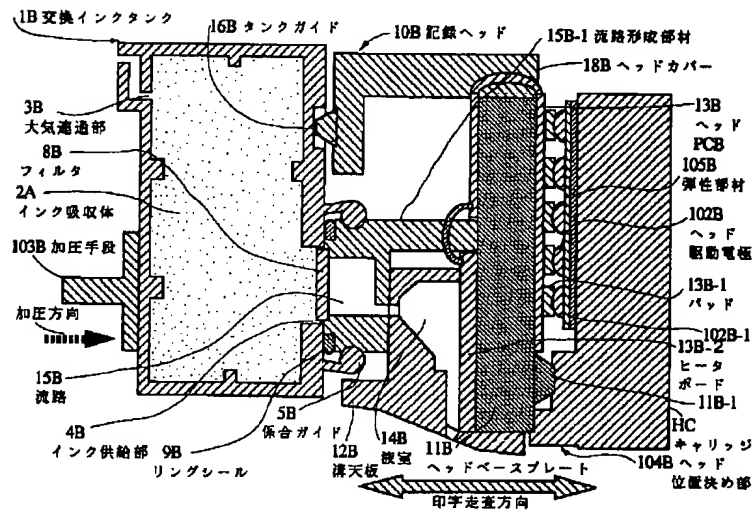 1B 交換インクタンク
16B タンクガイド
10B 記録ヘッド
15B-1 流路形成部材
18B ヘッドカバー
3B
大気連通部
8B
フィルタ
2A
インク吸収体
103B 加圧手段
加圧方向
15B
流路
4B
インク供給部
9B
リングシール
5B
係合ガイド
12B
溝天板
14B
液室
11B
ヘッドベースプレート
印字走査方向
13B
ヘッド
PCB
105B
弾性部材
102B
ヘッド
駆動電極
13B-1
パッド
102B-1
13B-2
ヒータ
ボード
11B-1
HC
キャリッジ
104B
ヘッド
位置決め部